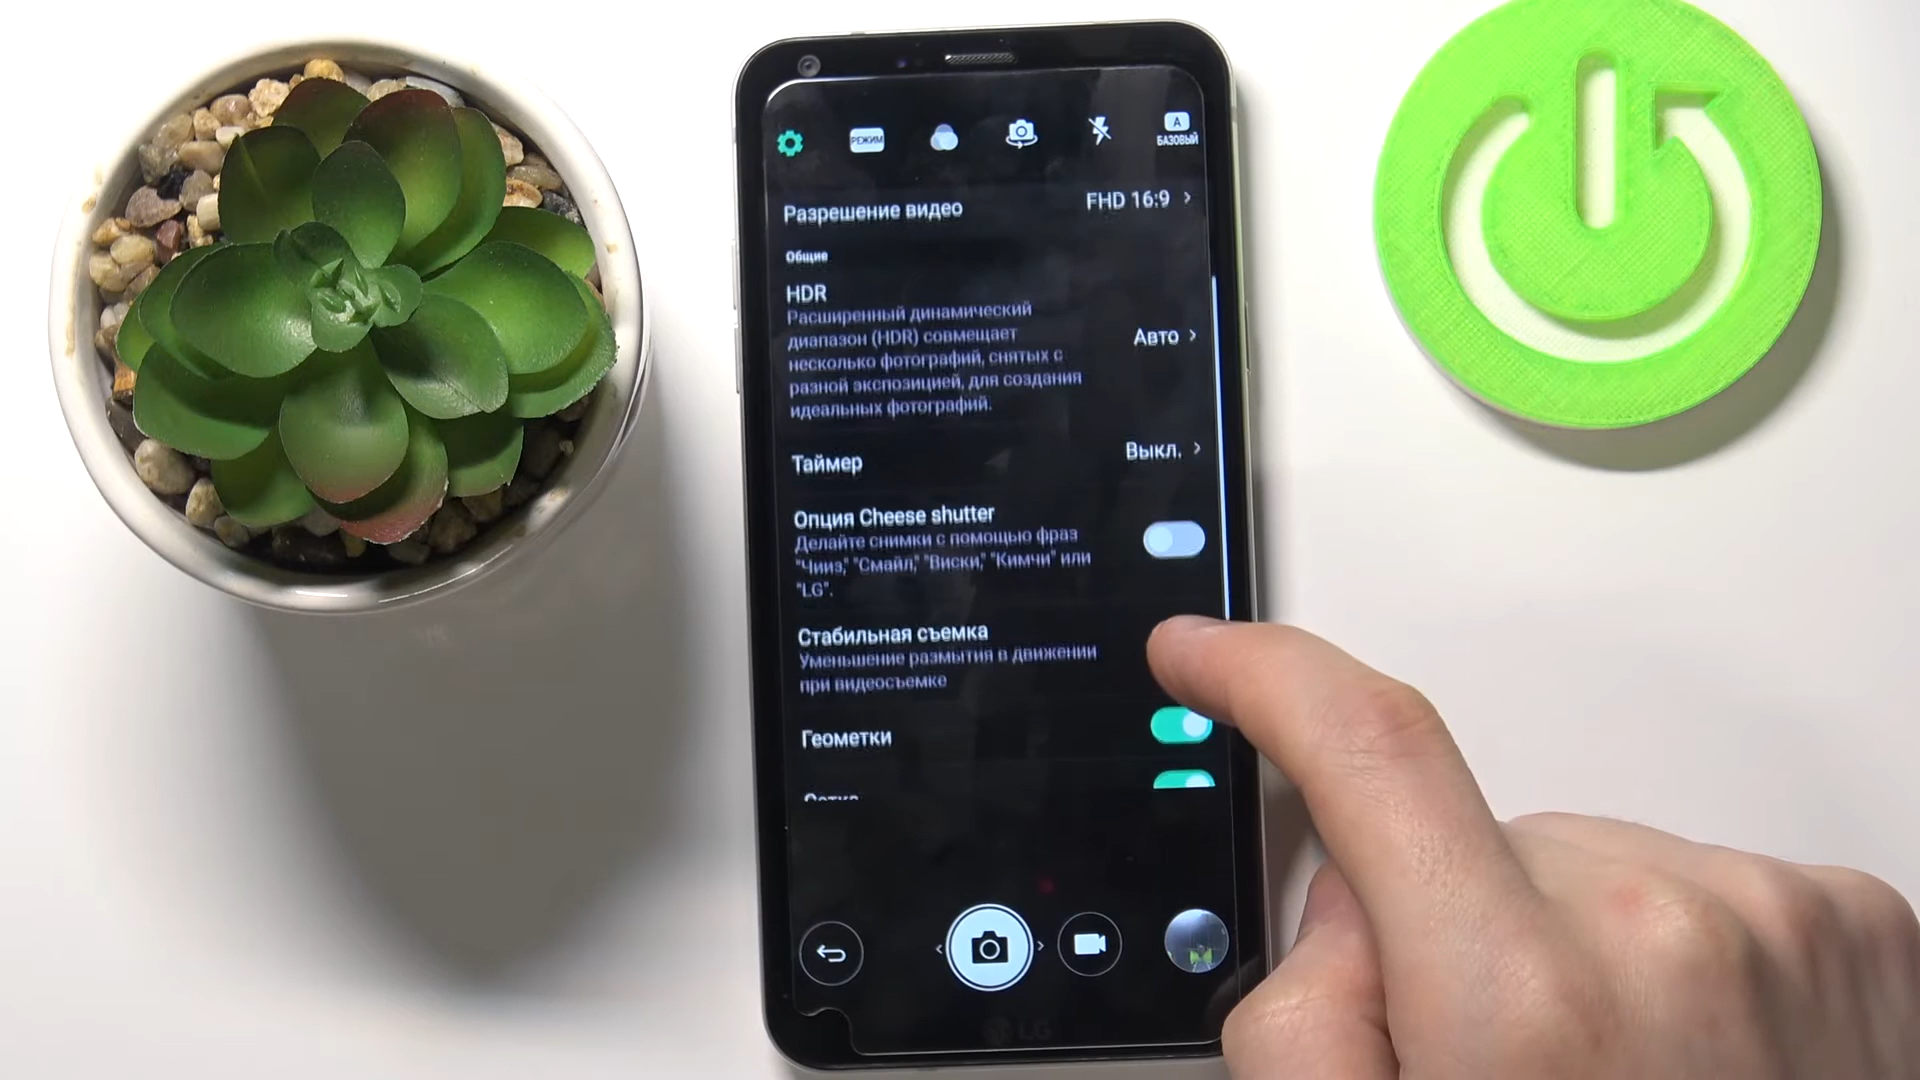 РЕЖИМ
A
БАЗОВЫЙ
Разрешение видео FHD 16:9
Общие
HDR
Расширенный динамический
диапазон (HDR) совмещает
несколько фотографий, снятых с
разной экспозицией, для создания
идеальных фотографий.
Авто
Таймер Выкл.
Опция Cheese shutter
Делайте снимки с помощью фраз
"Чииз," "Смайл," "Виски," "Кимчи" или
"LG".
Стабильная съемка
Уменьшение размытия в движении
при видеосъемке
Геометки
LG